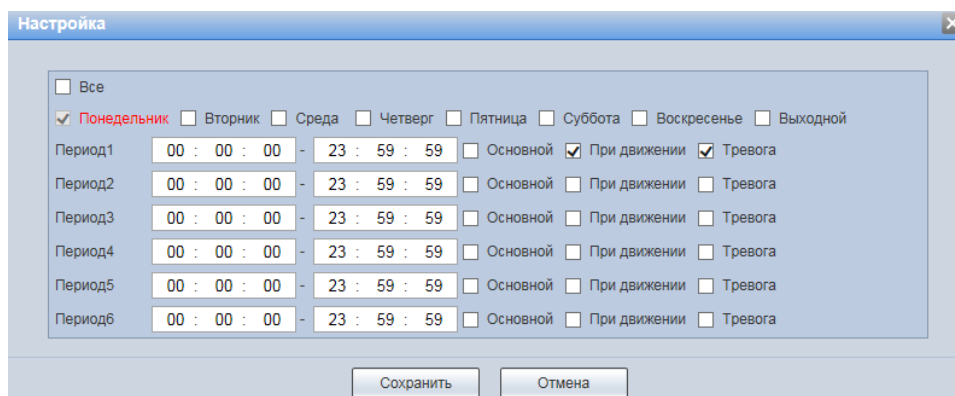 Настройка
Все
Понедельник Вторник Среда Четверг Пятница Суббота Воскресенье Выходной
Период1 00 : 00 : 00 - 23 : 59 : 59 Основной При движении Тревога
Период2 00 : 00 : 00 - 23 : 59 : 59 Основной При движении Тревога
Период3 00 : 00 : 00 - 23 : 59 : 59 Основной При движении Тревога
Период4 00 : 00 : 00 - 23 : 59 : 59 Основной При движении Тревога
Период5 00 : 00 : 00 - 23 : 59 : 59 Основной При движении Тревога
Период6 00 : 00 : 00 - 23 : 59 : 59 Основной При движении Тревога
Сохранить Отмена